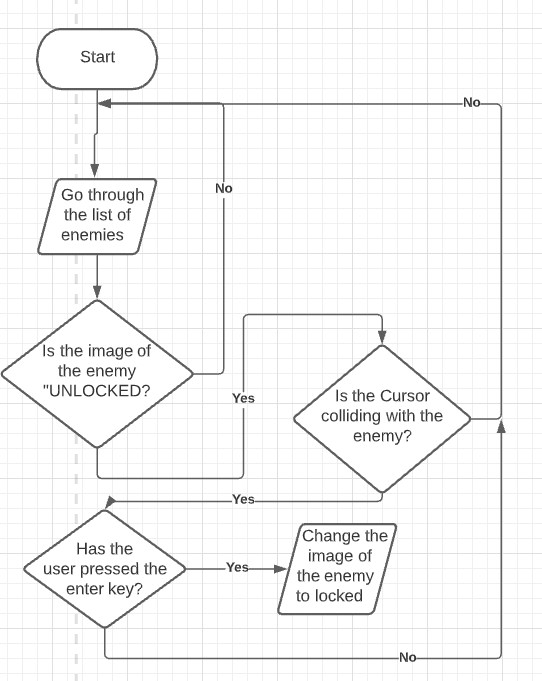 Start
No
No
Go through
the list of
enemies
Is the image of
the enemy
"UNLOCKED?
Yes
Is the Cursor
colliding with the
enemy?
Yes
Has the
user pressed the
enter key?
Yes
Change the
image of
the enemy
to locked
No